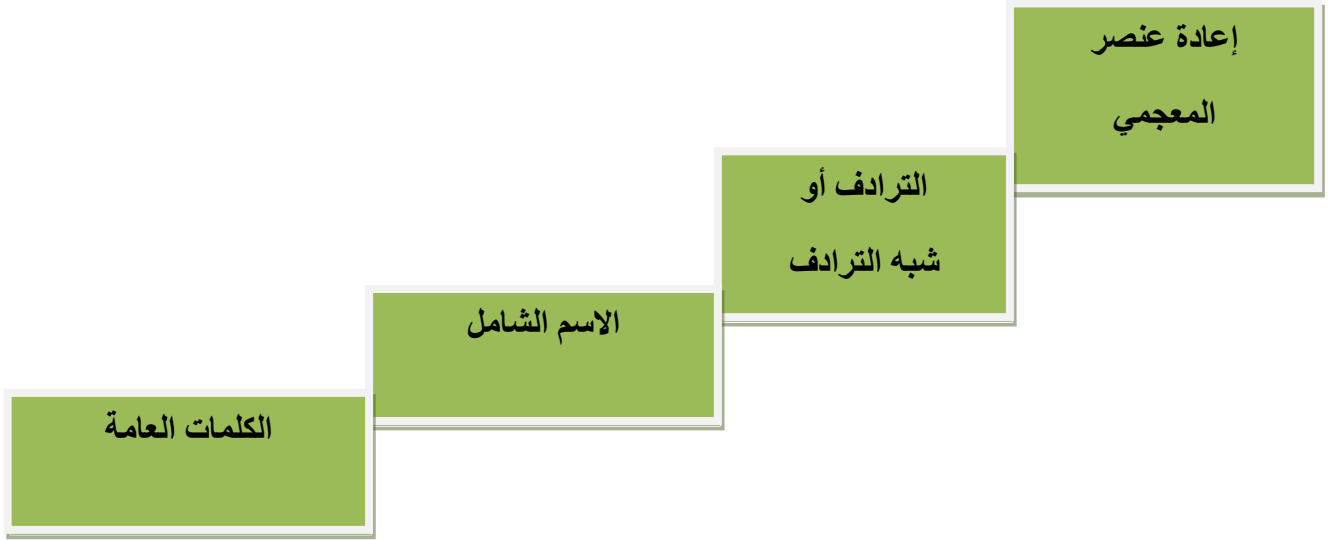 إعادة عنصر
المعجمي
الترادف أو
شبه الترادف
الاسم الشامل
الكلمات العامة